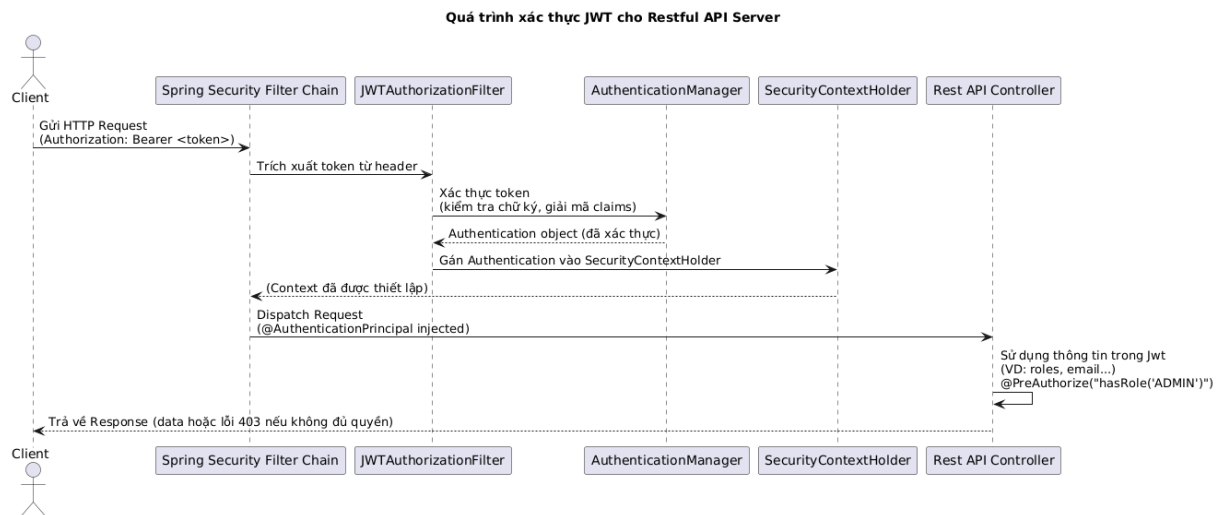 Quá trình xác thực JWT cho Restful API Server
Client
Spring Security Filter Chain
JWTAuthorizationFilter
AuthenticationManager
SecurityContextHolder
Rest API Controller
Gửi HTTP Request
(Authorization: Bearer <token>)
Trích xuất token từ header
Xác thực token
(kiểm tra chữ ký, giải mã claims)
Authentication object (đã xác thực)
Gán Authentication vào SecurityContextHolder
(Context đã được thiết lập)
Dispatch Request
(@AuthenticationPrincipal injected)
Sử dụng thông tin trong Jwt
(VD: roles, email...)
@PreAuthorize("hasRole('ADMIN')")
Trả về Response (data hoặc lỗi 403 nếu không đủ quyền)
Client
Spring Security Filter Chain
JWTAuthorizationFilter
AuthenticationManager
SecurityContextHolder
Rest API Controller